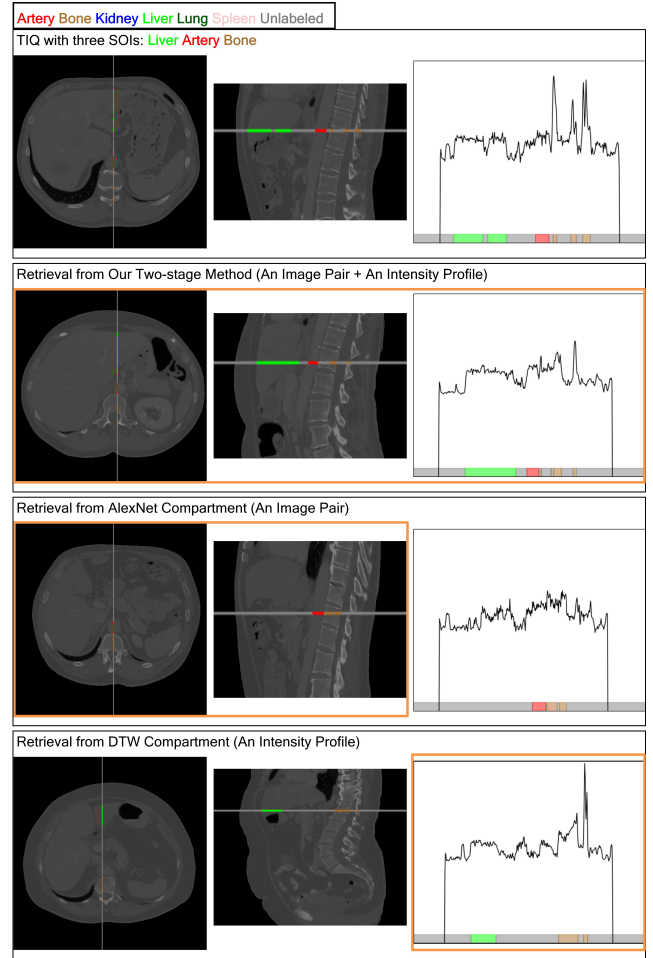 Artery Bone Kidney Liver Lung Spleen Unlabeled
TIQ with three SOIs: Liver Artery Bone
Retrieval from Our Two-stage Method (An Image Pair + An Intensity Profile)
Retrieval from AlexNet Compartment (An Image Pair)
Retrieval from DTW Compartment (An Intensity Profile)